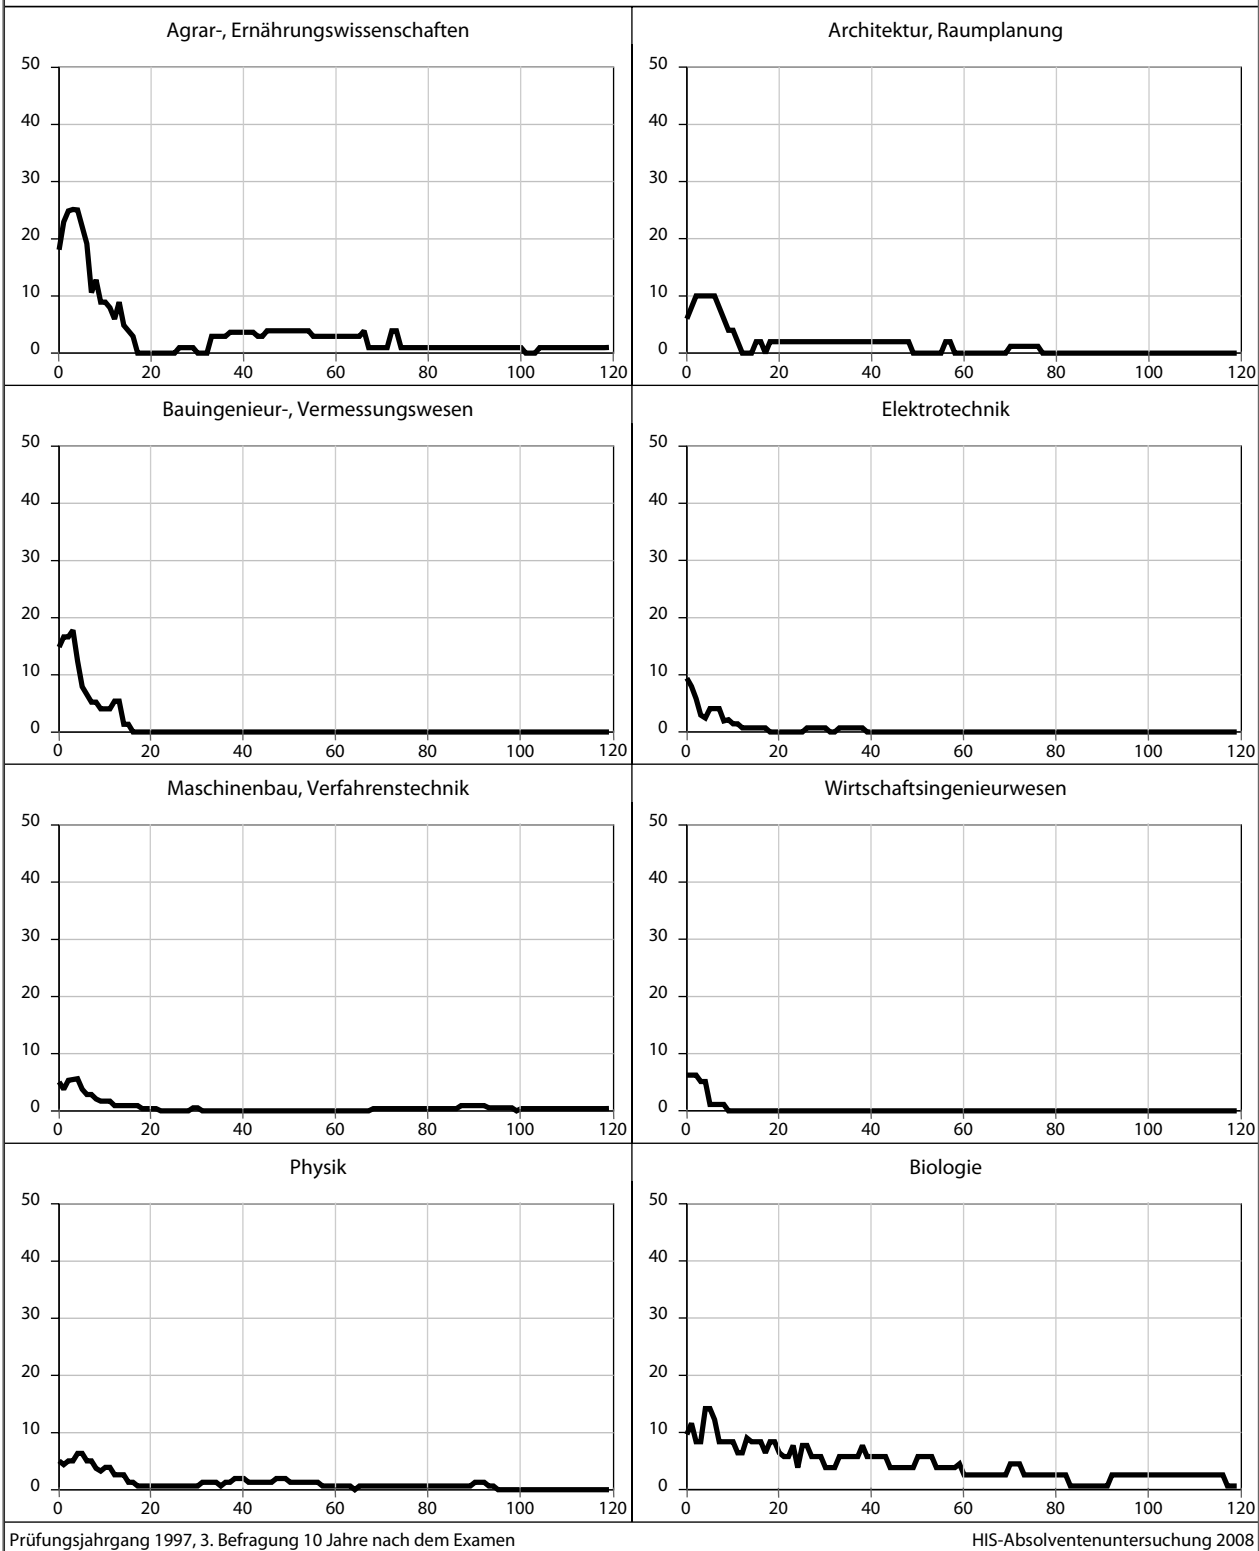 Agrar-, Ernährungswissenschaften
50
40
30
20
10
0
0 20 40 60 80 100 120
Architektur, Raumplanung
50
40
30
20
10
0
0 20 40 60 80 100 120
Bauingenieur-, Vermessungswesen
50
40
30
20
10
0
0 20 40 60 80 100 120
Elektrotechnik
50
40
30
20
10
0
0 20 40 60 80 100 120
Maschinenbau, Verfahrenstechnik
50
40
30
20
10
0
0 20 40 60 80 100 120
Wirtschaftsingenieurwesen
50
40
30
20
10
0
0 20 40 60 80 100 120
Physik
50
40
30
20
10
0
0 20 40 60 80 100 120
Biologie
50
40
30
20
10
0
0 20 40 60 80 100 120
Prüfungsjahrgang 1997, 3. Befragung 10 Jahre nach dem Examen
HIS-Absolventenuntersuchung 2008